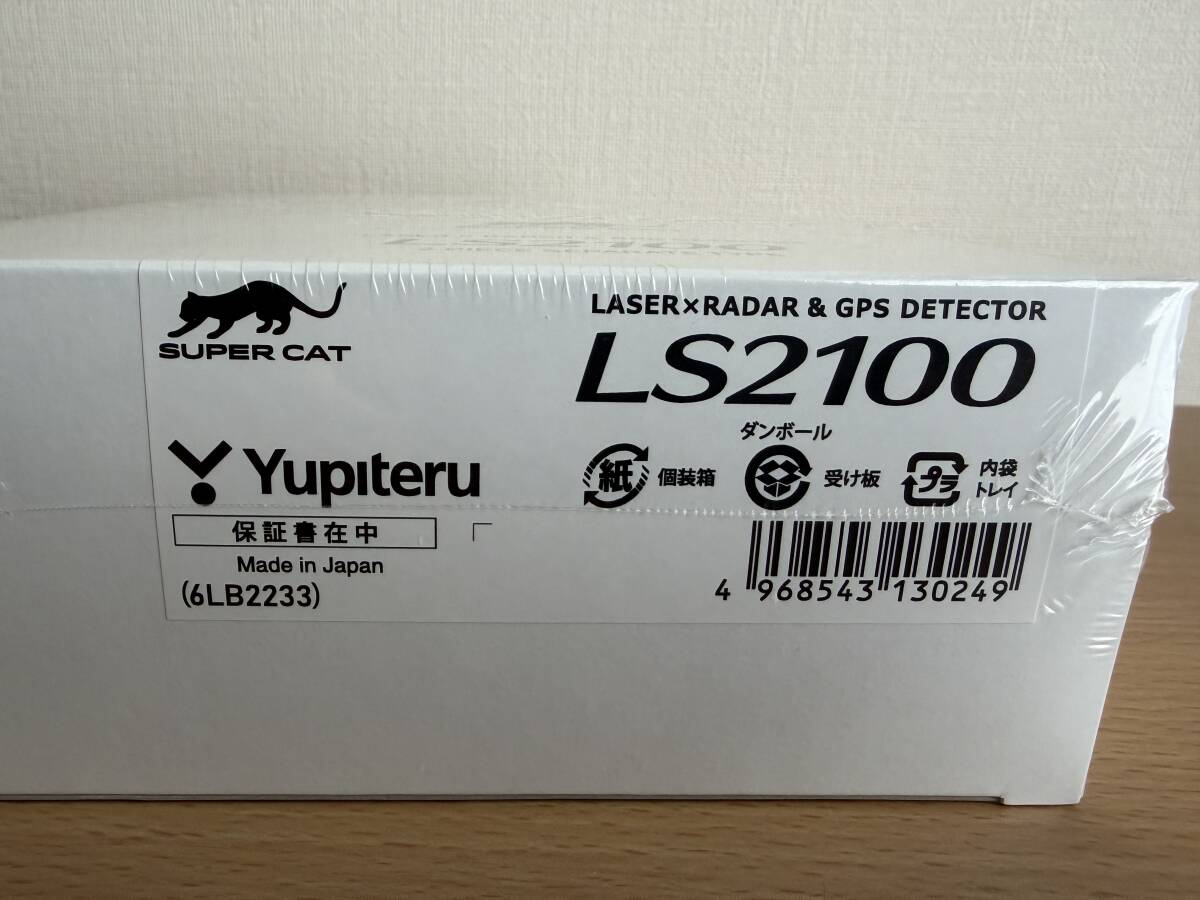 LS2100
SUPER CAT
LASER×RADAR & GPS DETECTOR
LS2100
Yupiteru
ダンボール
紙
個装箱
受け板
プラ
内袋
トレイ
保証書在中
Made in Japan
(6LB2233)
4 968543 130249